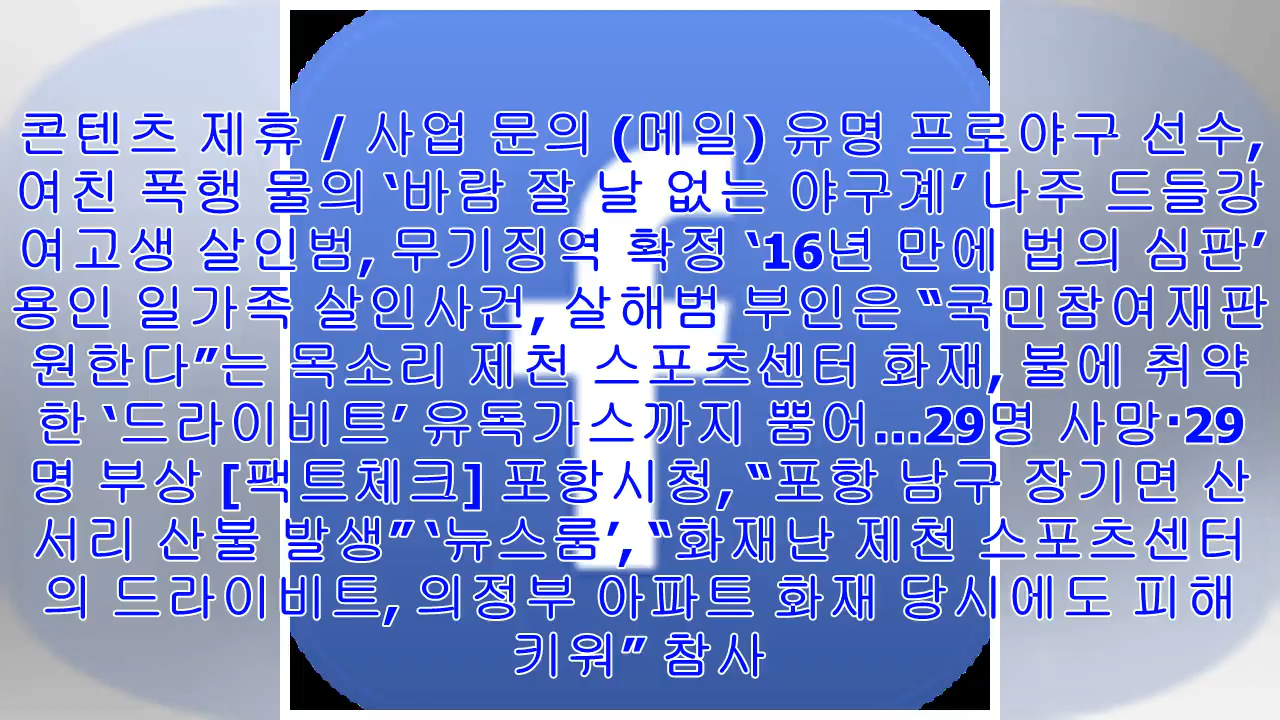 콘텐츠 제휴 / 사업 문의 (메일) 유명 프로야구 선수,
여친 폭행 물의 ‘바람 잘 날 없는 야구계’ 나주 드들강
여고생 살인범, 무기징역 확정 ‘16년 만에 법의 심판’
용인 일가족 살인사건, 살해범 부인은 “국민참여재판
원한다”는 목소리 제천 스포츠센터 화재, 불에 취약
한 ‘드라이비트’ 유독가스까지 뿜어...29명 사망·29
명 부상 [팩트체크] 포항시청, “포항 남구 장기면 산
서리 산불 발생” ‘뉴스룸’, “화재난 제천 스포츠센터
의 드라이비트, 의정부 아파트 화재 당시에도 피해
키워” 참사